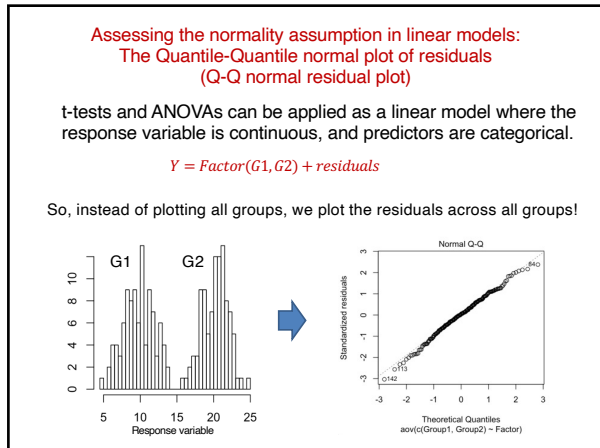 Assessing the normality assumption in linear models:
The Quantile-Quantile normal plot of residuals
(Q-Q normal residual plot)
t-tests and ANOVAs can be applied as a linear model where the
response variable is continuous, and predictors are categorical.
Y = Factor(G1, G2) + residuals
So, instead of plotting all groups, we plot the residuals across all groups!
G1 G2
0 2 4 6 8 10
5 10 15 20 25
Response variable
Normal Q-Q
Standardized residuals
-3 -2 -1 0 1 2 3
84
113
142
-3 -2 -1 0 1 2 3
Theoretical Quantiles
aov(c(Group1, Group2) ~ Factor)